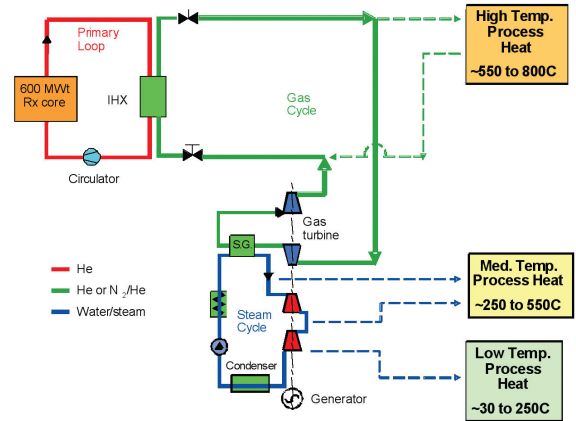 Primary
Loop
600 MWt
Rx core
IHX
Circulator
Gas
Cycle
High Temp.
Process
Heat
~550 to 800C
Gas
turbine
S.G.
He
He or N2/He
Water/steam
Steam
Cycle
Condenser
Generator
Med. Temp.
Process Heat
~250 to 550C
Low Temp.
Process
Heat
~30 to 250C